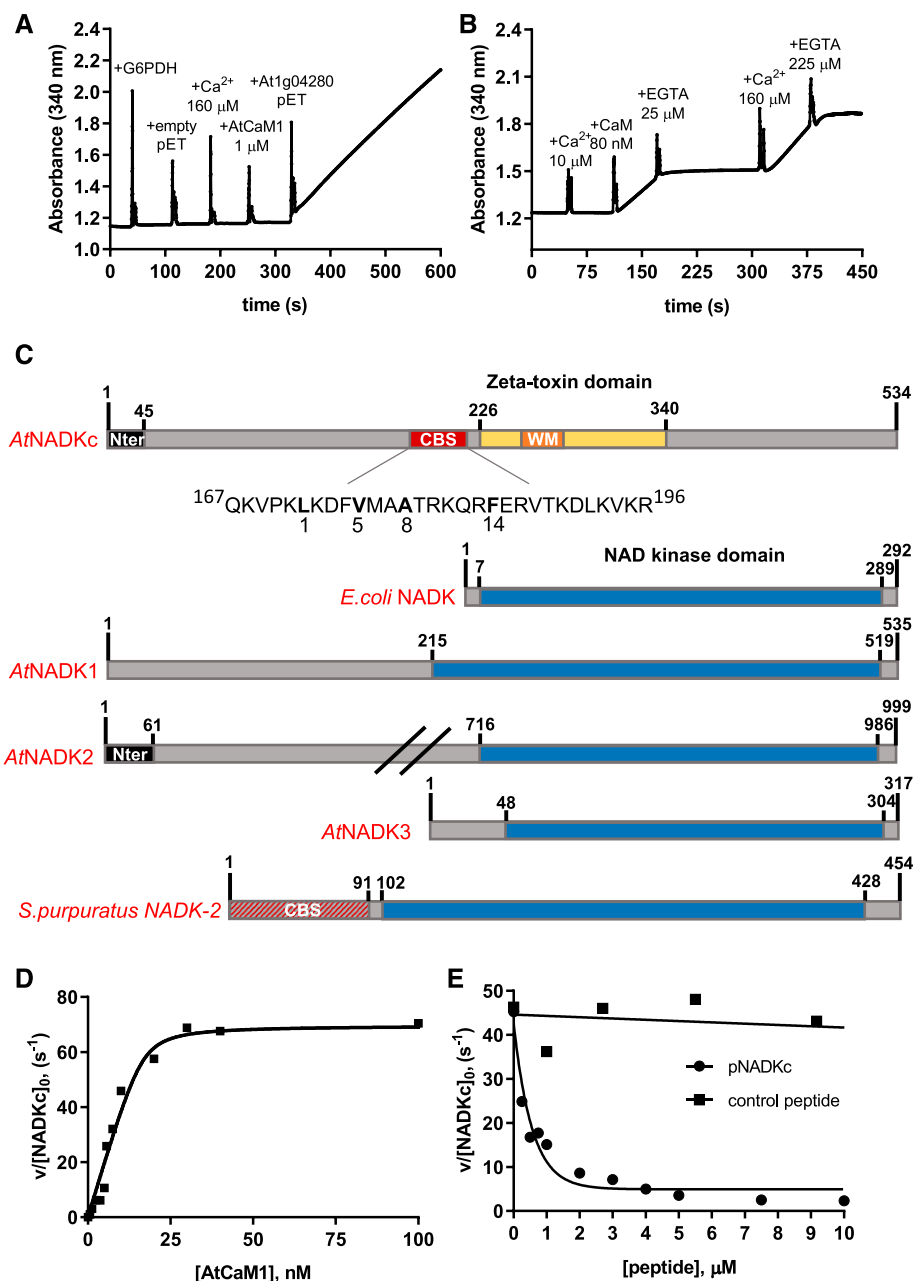 A
Absorbance (340 nm)
2.4
2.1
1.8
1.5
1.2
1.0
+G6PDH
+empty
pET
+Ca²⁺
160 μM
+AtCaM1
1 μM
+At1g04280
pET
0 100 200 300 400 500 600
time (s)
B
Absorbance (340 nm)
2.4
2.1
1.8
1.5
1.2
+Ca²⁺
10 μM
+CaM
80 nM
+EGTA
25 μM
+Ca²⁺
160 μM
+EGTA
225 μM
0 75 150 225 300 375 450
time (s)
C
Zeta-toxin domain
1 45 226 340 534
AtNADKc
Nter CBS WM
¹⁶⁷QKVPKLKDFVMAATRKQRFERVTKDLKVKR¹⁹⁶
1 5 8 14
NAD kinase domain
1 7 289 292
E.coli NADK
1 215 519 535
AtNADK1
1 61 716 986 999
AtNADK2
Nter
1 48 304 317
AtNADK3
1 91 102 428 454
S.purpuratus NADK-2
CBS
D
v/[NADKc]₀, (s⁻¹)
80
60
40
20
0
0 25 50 75 100
[AtCaM1], nM
E
v/[NADKc]₀, (s⁻¹)
50
40
30
20
10
0
pNADKc
control peptide
0 1 2 3 4 5 6 7 8 9 10
[peptide], μM